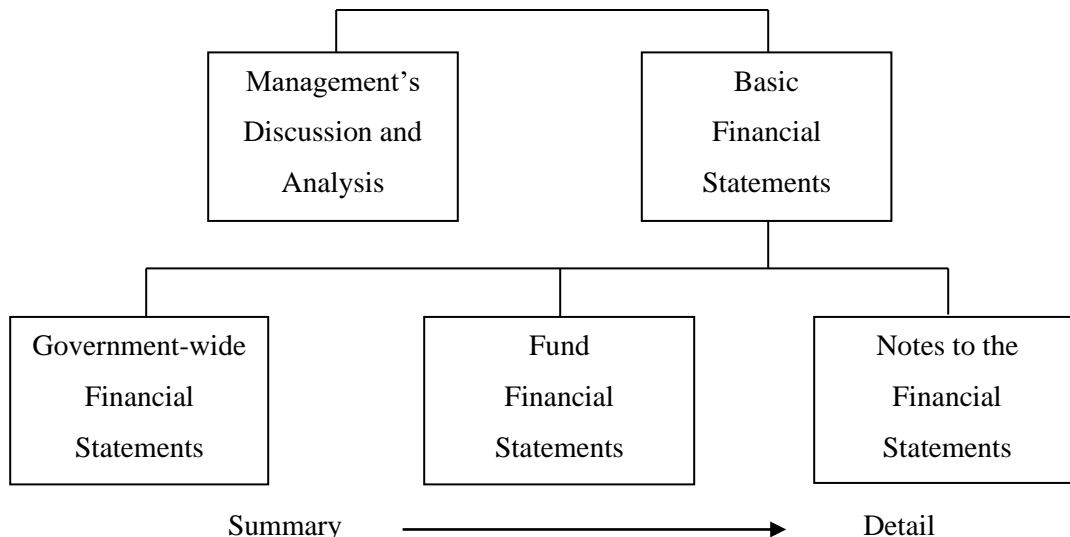 Management’s
Discussion and
Analysis
Basic
Financial
Statements
Government-wide
Financial
Statements
Fund
Financial
Statements
Notes to the
Financial
Statements
Summary
Detail